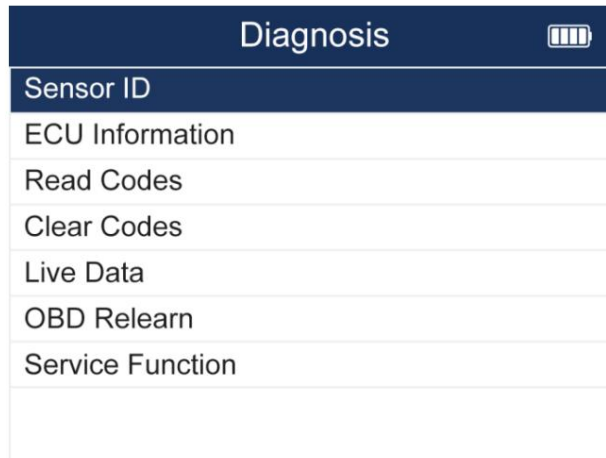 Diagnosis
Sensor ID
ECU Information
Read Codes
Clear Codes
Live Data
OBD Relearn
Service Function